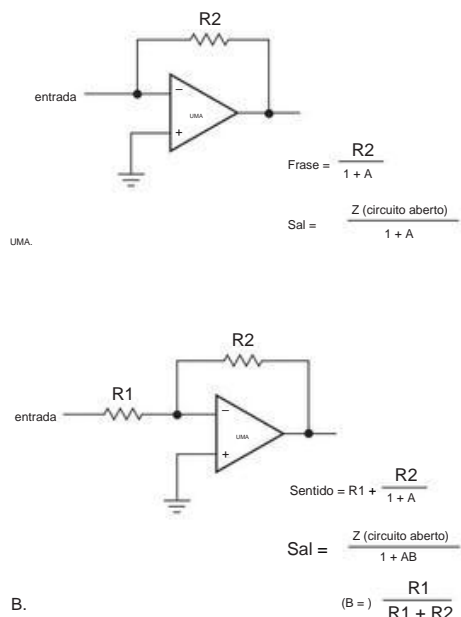 R2
entrada
−
UMA
+
Frase = R2
1 + A
Sal = Z (circuito aberto)
1 + A
UMA.
R2
R1
entrada
−
UMA
+
Sentido = R1 + R2
1 + A
Sal = Z (circuito aberto)
1 + AB
B.
(B = ) R1
R1 + R2